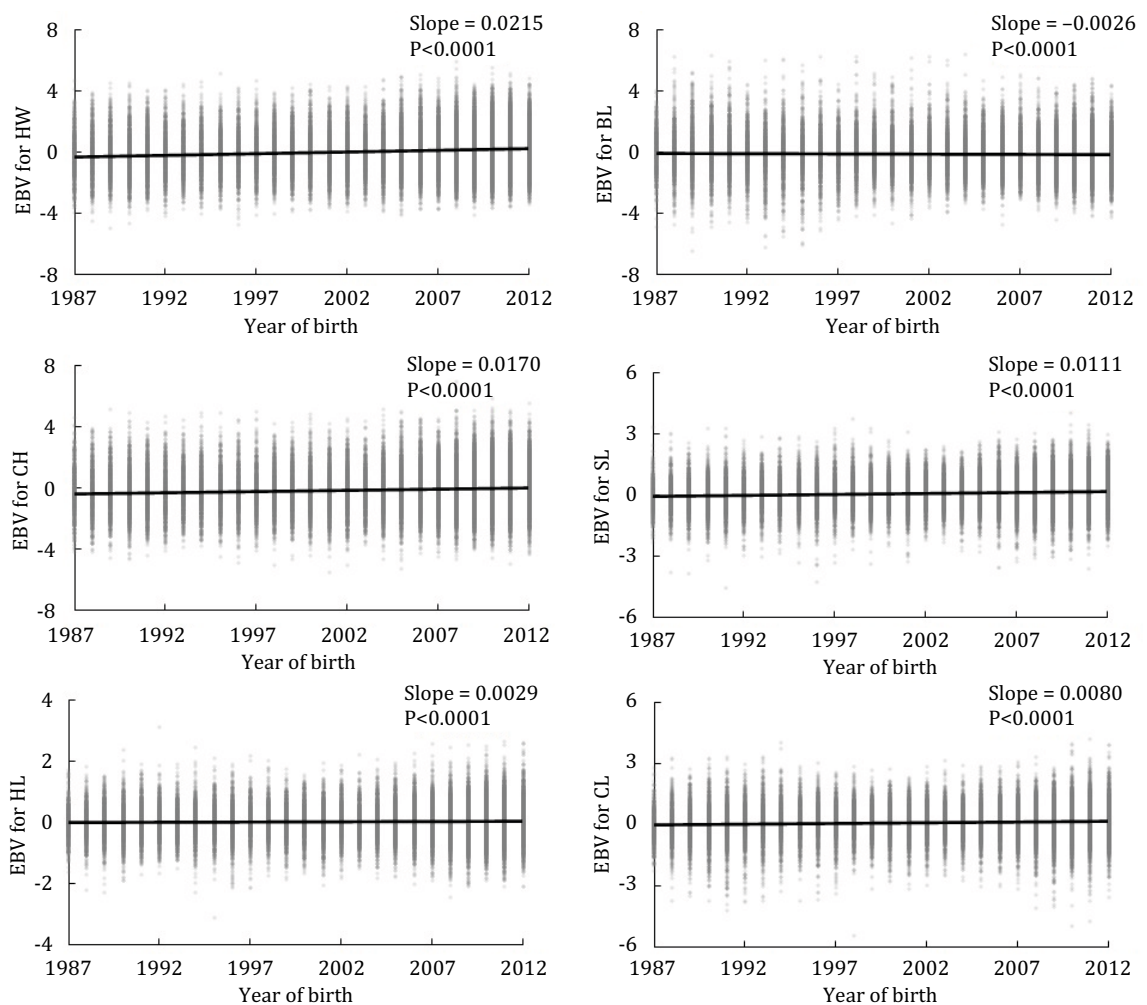 Slope = 0.0215
P<0.0001
8
4
0
-4
-8
EBV for HW
1987 1992 1997 2002 2007 2012
Year of birth
Slope = –0.0026
P<0.0001
8
4
0
-4
-8
EBV for BL
1987 1992 1997 2002 2007 2012
Year of birth
Slope = 0.0170
P<0.0001
8
4
0
-4
-8
EBV for CH
1987 1992 1997 2002 2007 2012
Year of birth
Slope = 0.0111
P<0.0001
6
3
0
-3
-6
EBV for SL
1987 1992 1997 2002 2007 2012
Year of birth
Slope = 0.0029
P<0.0001
4
2
0
-2
-4
EBV for HL
1987 1992 1997 2002 2007 2012
Year of birth
Slope = 0.0080
P<0.0001
6
3
0
-3
-6
EBV for CL
1987 1992 1997 2002 2007 2012
Year of birth